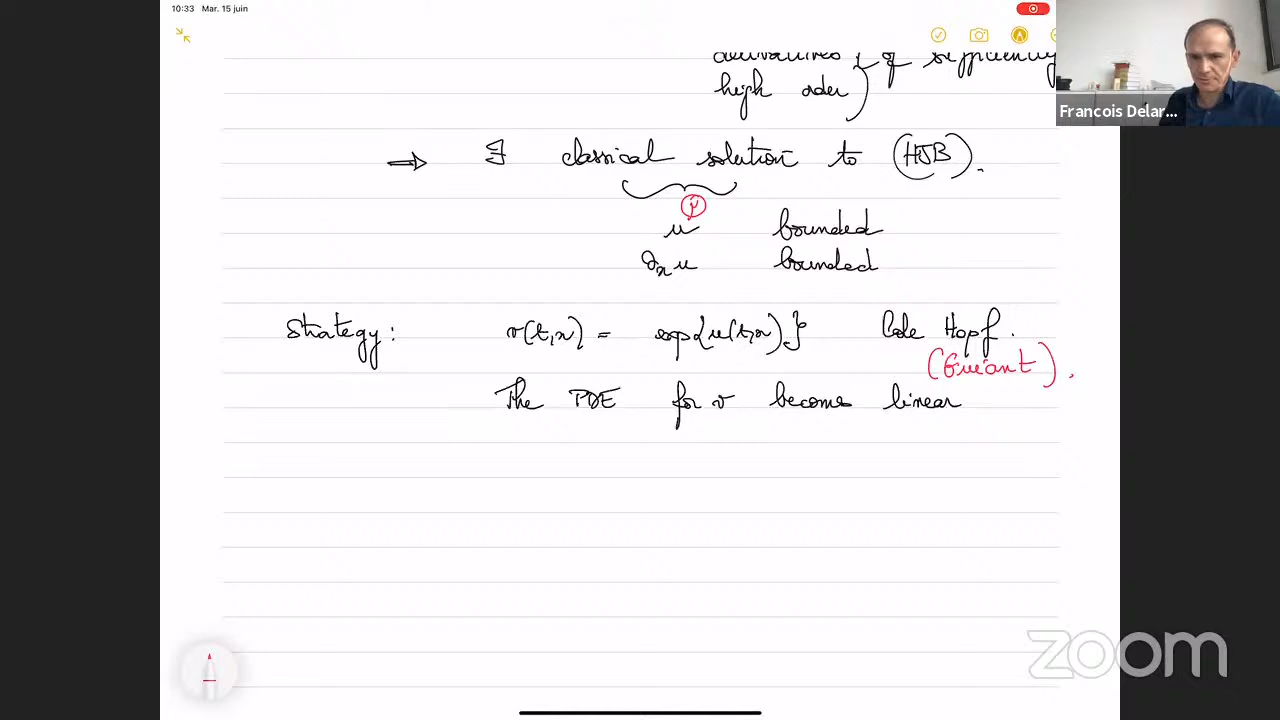 10:33 Mar. 15 juin
derivatives } of sufficiently
high order
Francois Delar...
⇒ ∃ classical solution to (HJB).
u bounded
∂ₓu bounded
Strategy: v(t,x) = exp{u(t,x)} Cole Hopf.
(Guéant).
The PDE for v become linear
zoom